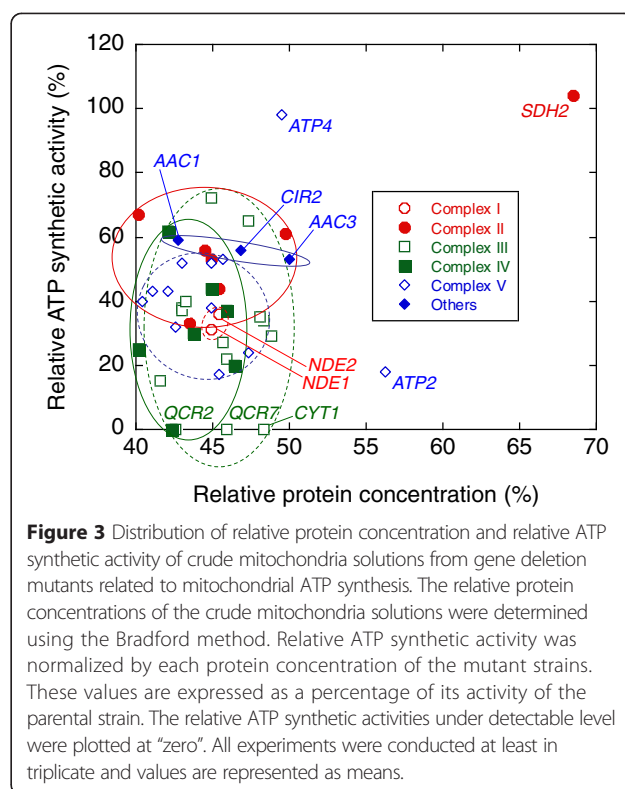 120
100
80
60
40
20
0
Relative ATP synthetic activity (%)
SDH2
ATP4
AAC1
CIR2
AAC3
Complex I
Complex II
Complex III
Complex IV
Complex V
Others
NDE2
NDE1
ATP2
QCR2 QCR7 CYT1
40 45 50 55 60 65 70
Relative protein concentration (%)
Figure 3 Distribution of relative protein concentration and relative ATP
synthetic activity of crude mitochondria solutions from gene deletion
mutants related to mitochondrial ATP synthesis. The relative protein
concentrations of the crude mitochondria solutions were determined
using the Bradford method. Relative ATP synthetic activity was
normalized by each protein concentration of the mutant strains.
These values are expressed as a percentage of its activity of the
parental strain. The relative ATP synthetic activities under detectable level
were plotted at “zero”. All experiments were conducted at least in
triplicate and values are represented as means.